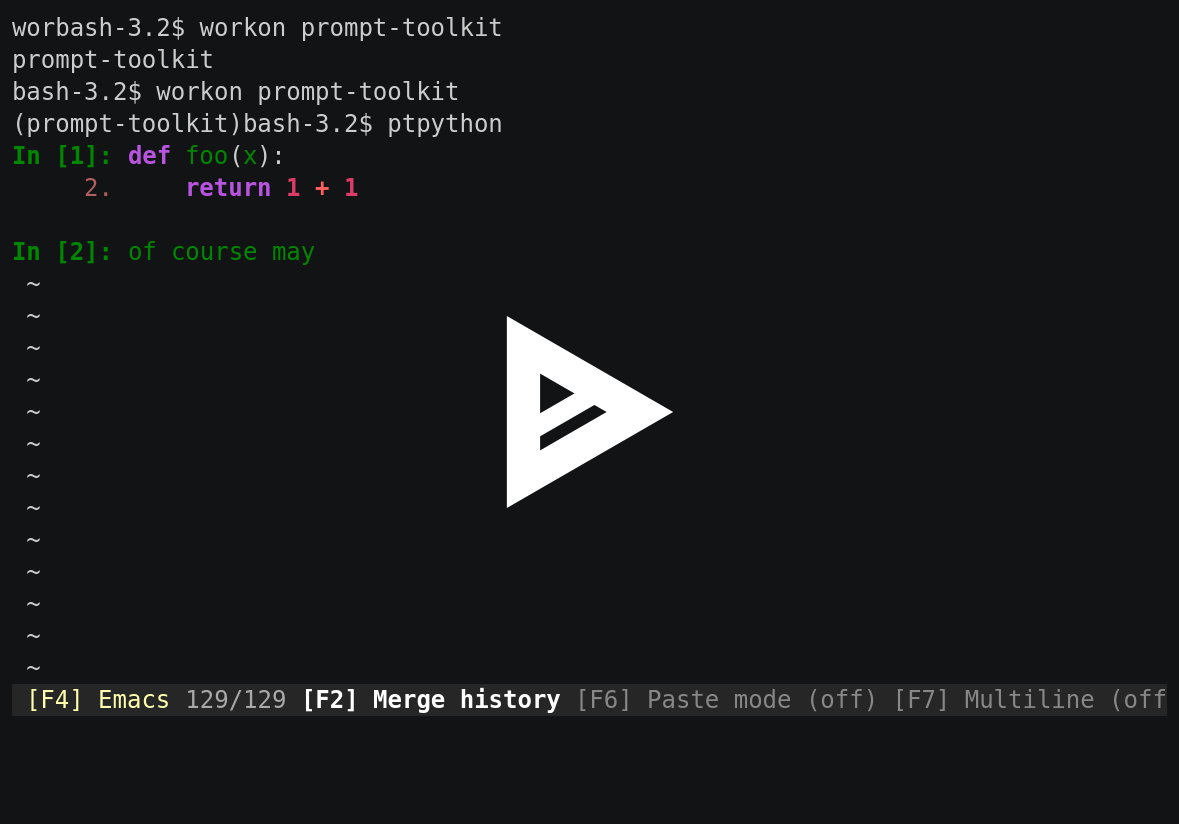 worbash-3.2$ workon prompt-toolkit
prompt-toolkit
bash-3.2$ workon prompt-toolkit
(prompt-toolkit)bash-3.2$ ptpython
In [1]: def foo(x):
     2.     return 1 + 1
In [2]: of course may
~
~
~
~
~
~
~
~
~
~
~
~
~
[F4] Emacs 129/129 [F2] Merge history [F6] Paste mode (off) [F7] Multiline (off